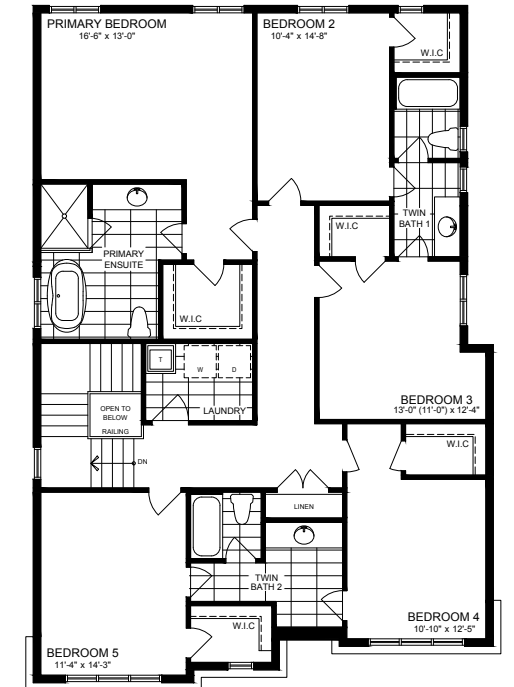 PRIMARY BEDROOM
16'-6" x 13'-0"
BEDROOM 2
10'-4" x 14'-8"
W.I.C
TWIN
BATH 1
W.I.C
PRIMARY
ENSUITE
W.I.C
T
W
D
LAUNDRY
OPEN TO
BELOW
RAILING
DN
BEDROOM 3
13'-0" (11'-0") x 12'-4"
W.I.C
LINEN
TWIN
BATH 2
BEDROOM 4
10'-10" x 12'-5"
W.I.C
BEDROOM 5
11'-4" x 14'-3"